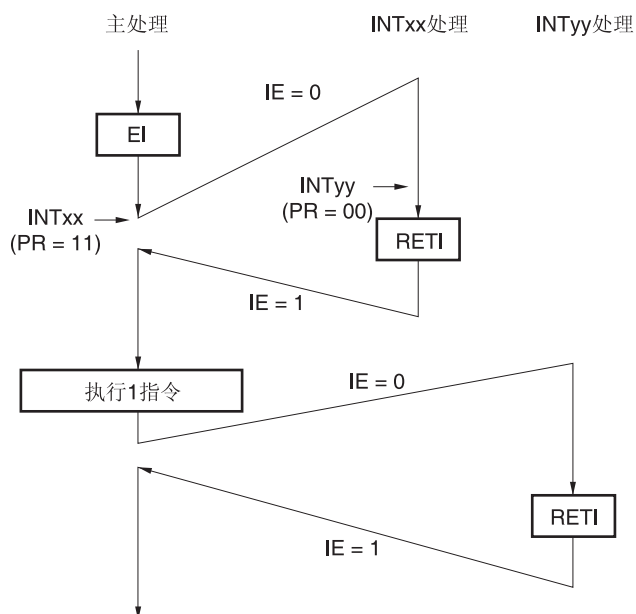 主处理
INTxx处理
INTyy处理
IE = 0
EI
INTyy
(PR = 00)
INTxx
(PR = 11)
RETI
IE = 1
IE = 0
执行1指令
RETI
IE = 1